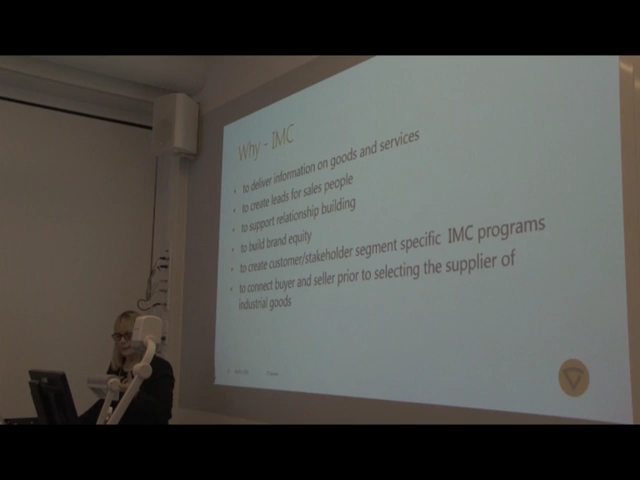 Why - IMC
• to deliver information on goods and services
• to create leads for sales people
• to support relationship building
• to build brand equity
• to create customer/stakeholder segment specific IMC programs
• to connect buyer and seller prior to selecting the supplier of
industrial goods